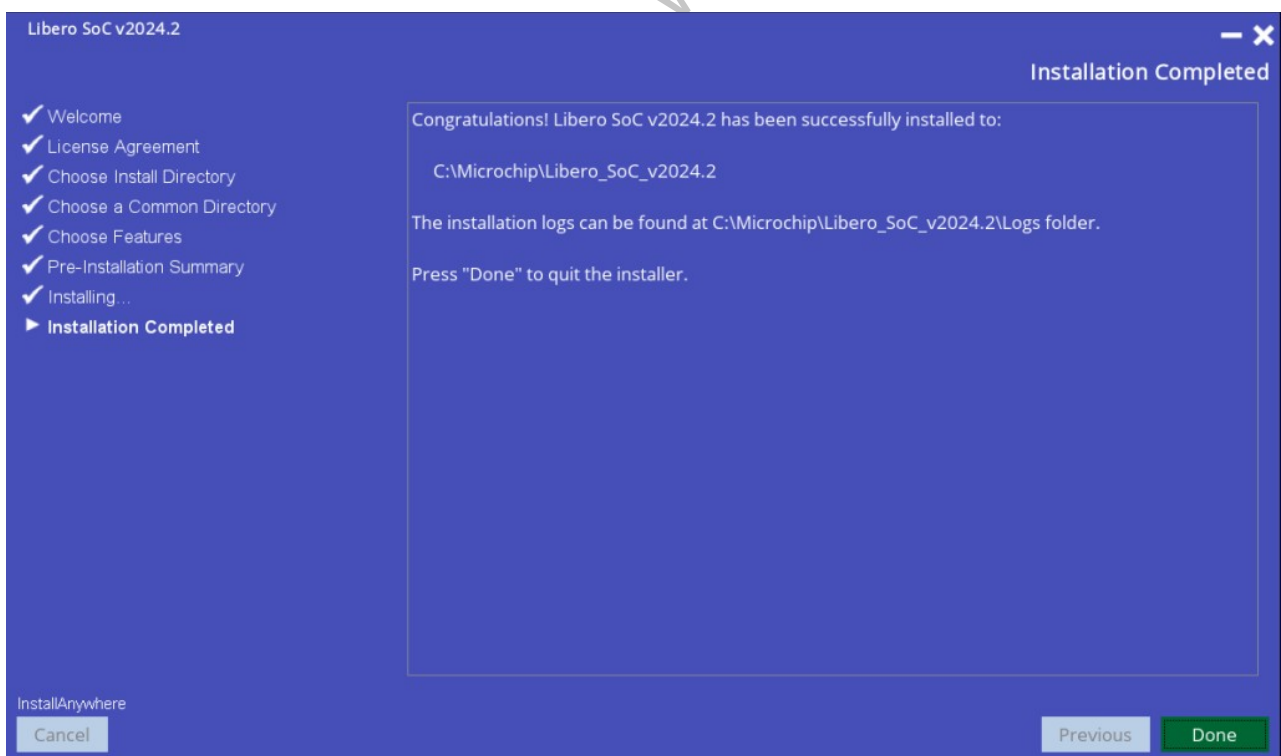 Libero SoC v2024.2
Installation Completed
Welcome
License Agreement
Choose Install Directory
Choose a Common Directory
Choose Features
Pre-Installation Summary
Installing...
Installation Completed
Congratulations! Libero SoC v2024.2 has been successfully installed to:
C:\Microchip\Libero_SoC_v2024.2
The installation logs can be found at C:\Microchip\Libero_SoC_v2024.2\Logs folder.
Press "Done" to quit the installer.
InstallAnywhere
Cancel
Previous
Done